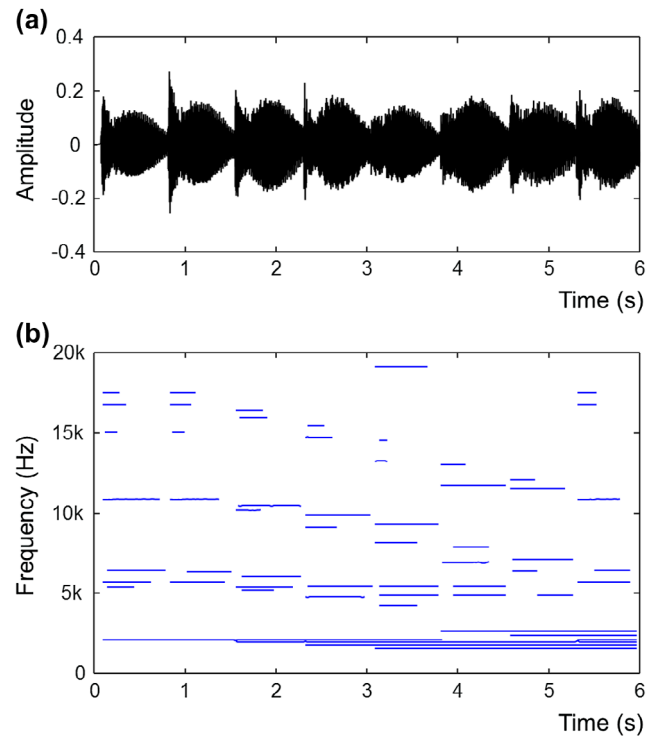 (a)
0.4
0.2
0
-0.2
-0.4
Amplitude
0 1 2 3 4 5 6
Time (s)
(b)
20k
15k
10k
5k
0
Frequency (Hz)
0 1 2 3 4 5 6
Time (s)